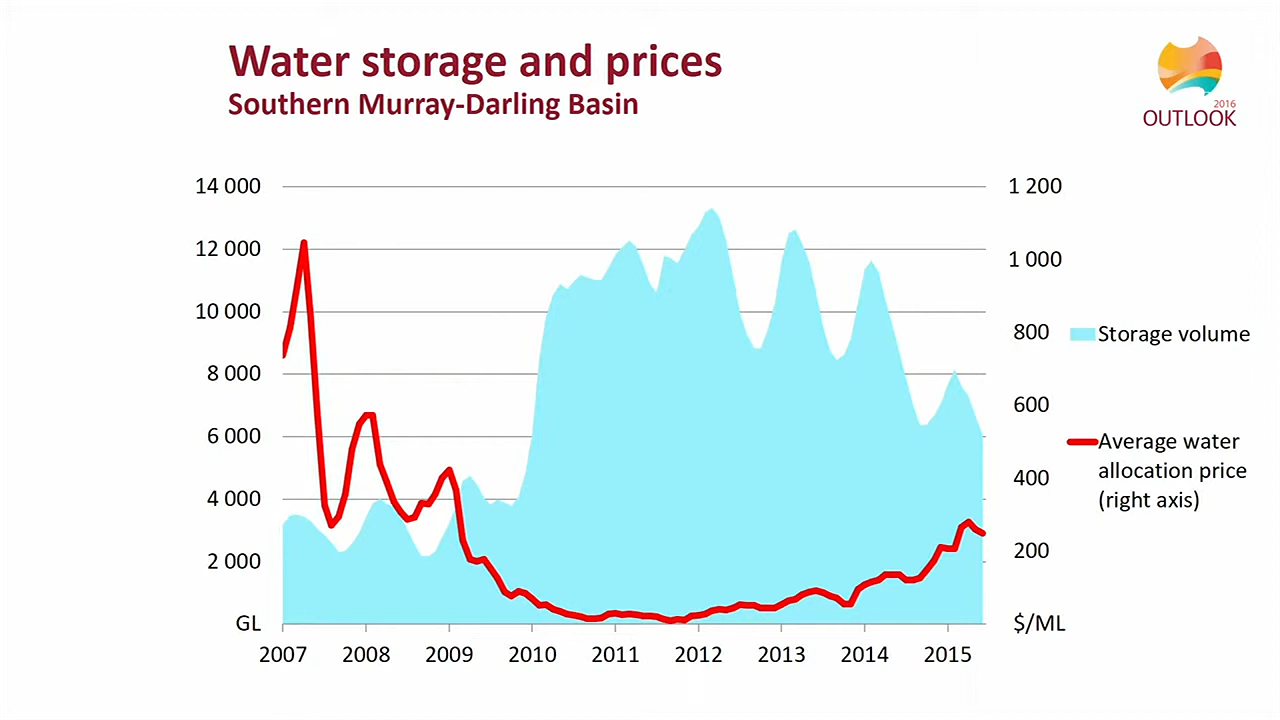 Water storage and prices
Southern Murray-Darling Basin
2016
OUTLOOK
14 000
12 000
10 000
8 000
6 000
4 000
2 000
GL
1 200
1 000
800
600
400
200
$/ML
2007 2008 2009 2010 2011 2012 2013 2014 2015
Storage volume
Average water
allocation price
(right axis)